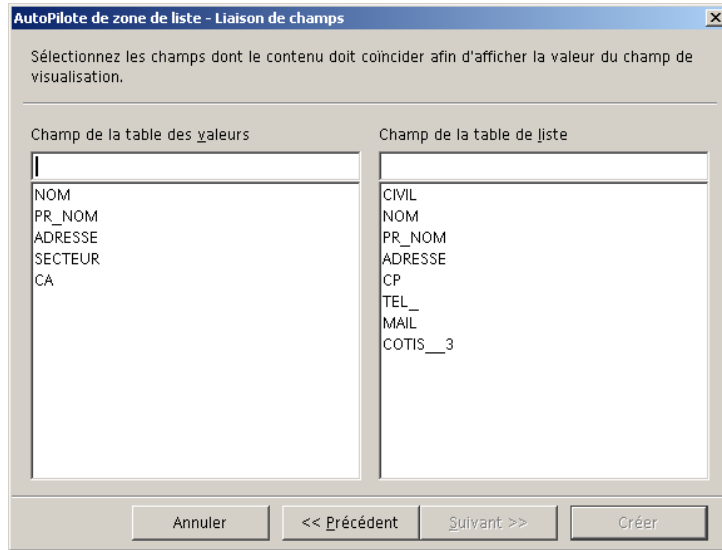 AutoPilote de zone de liste - Liaison de champs
Sélectionnez les champs dont le contenu doit coïncider afin d'afficher la valeur du champ de
visualisation.
Champ de la table des valeurs
NOM
PR_NOM
ADRESSE
SECTEUR
CA
Champ de la table de liste
CIVIL
NOM
PR_NOM
ADRESSE
CP
TEL_
MAIL
COTIS__3
Annuler
<< Précédent
Suivant >>
Créer